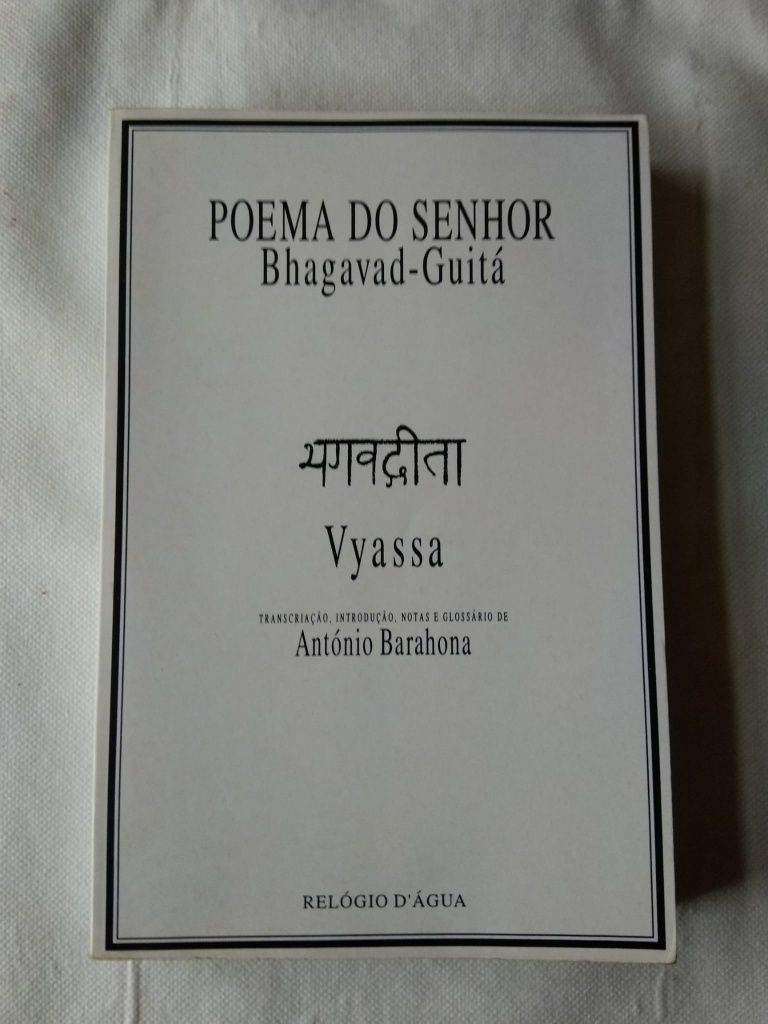 POEMA DO SENHOR
Bhagavad-Guitá
भगवद्गीता
Vyassa
TRANSCRIAÇÃO, INTRODUÇÃO, NOTAS E GLOSSÁRIO DE
António Barahona
RELÓGIO D'ÁGUA